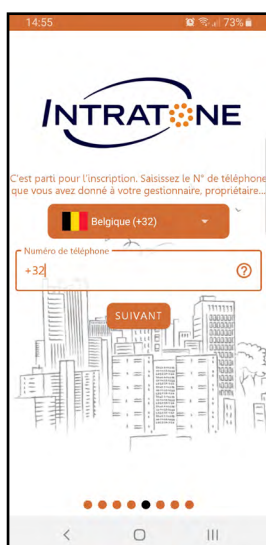 14:55 73%
INTRATONE
C'est parti pour l'inscription. Saisissez le N° de téléphone
que vous avez donné à votre gestionnaire, propriétaire...
Belgique (+32)
Numéro de téléphone
+32
?
SUIVANT